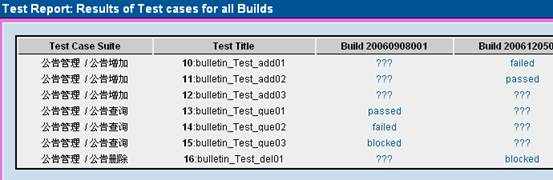 Test Report: Results of Test cases for all Builds
Test Case Suite Test Title Build 20060908001 Build 200612050
公告管理 / 公告增加 10:bulletin_Test_add01 ??? failed
公告管理 / 公告增加 11:bulletin_Test_add02 ??? passed
公告管理 / 公告增加 12:bulletin_Test_add03 ??? ???
公告管理 / 公告查询 13:bulletin_Test_que01 passed ???
公告管理 / 公告查询 14:bulletin_Test_que02 failed ???
公告管理 / 公告查询 15:bulletin_Test_que03 blocked ???
公告管理 / 公告删除 16:bulletin_Test_del01 ??? blocked